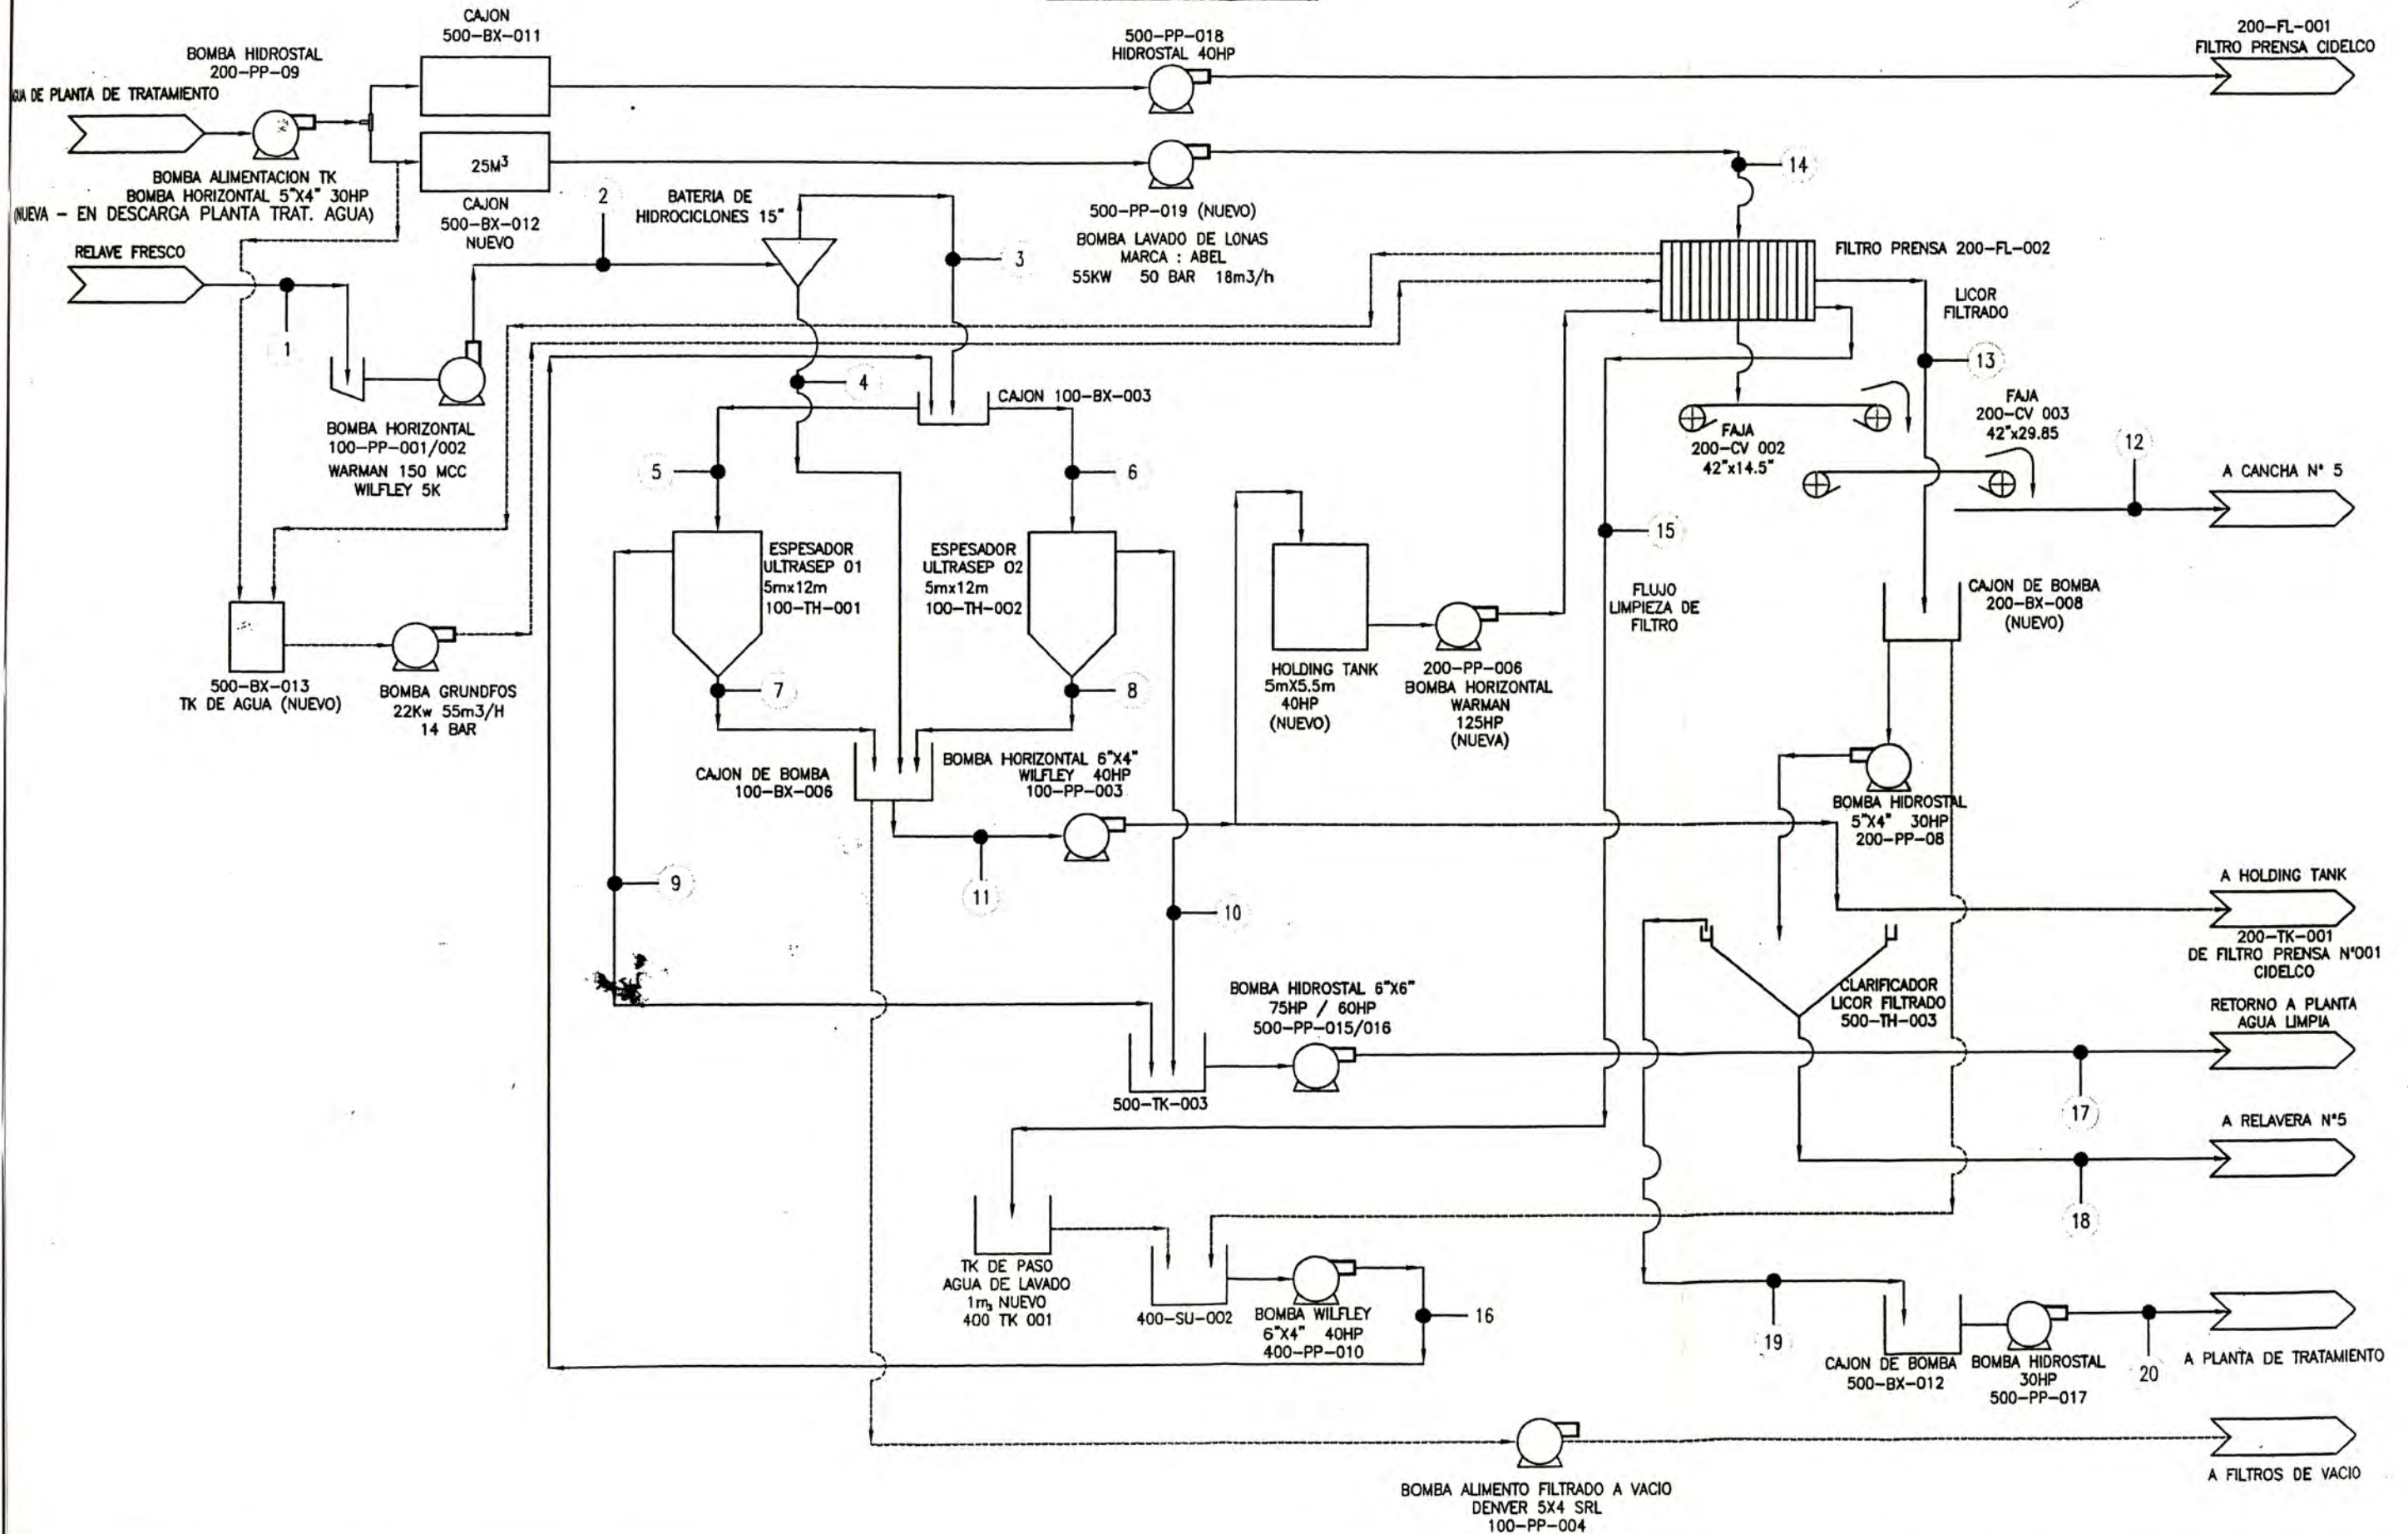 CAJON
500-BX-011
BOMBA HIDROSTAL
200-PP-09
DE PLANTA DE TRATAMIENTO
BOMBA ALIMENTACION TK
BOMBA HORIZONTAL 5"X4" 30HP
(NUEVA - EN DESCARGA PLANTA TRAT. AGUA)
25M³
CAJON
500-BX-012
NUEVO
500-PP-018
HIDROSTAL 40HP
200-FL-001
FILTRO PRENSA CIDELCO
500-PP-019 (NUEVO)
BOMBA LAVADO DE LONAS
MARCA : ABEL
55KW 50 BAR 18m3/h
14
2
BATERIA DE
HIDROCICLONES 15"
3
RELAVE FRESCO
1
BOMBA HORIZONTAL
100-PP-001/002
WARMAN 150 MCC
WILFLEY 5K
4
CAJON 100-BX-003
FILTRO PRENSA 200-FL-002
LICOR
FILTRADO
13
FAJA
200-CV 002
42"x14.5"
FAJA
200-CV 003
42"x29.85
12
A CANCHA N° 5
5
6
ESPESADOR
ULTRASEP 01
5mx12m
100-TH-001
ESPESADOR
ULTRASEP 02
5mx12m
100-TH-002
15
FLUJO
LIMPIEZA DE
FILTRO
CAJON DE BOMBA
200-BX-008
(NUEVO)
500-BX-013
TK DE AGUA (NUEVO)
BOMBA GRUNDFOS
22Kw 55m3/H
14 BAR
7
8
HOLDING TANK
5mX5.5m
40HP
(NUEVO)
200-PP-006
BOMBA HORIZONTAL
WARMAN
125HP
(NUEVA)
CAJON DE BOMBA
100-BX-006
BOMBA HORIZONTAL 6"X4"
WILFLEY 40HP
100-PP-003
BOMBA HIDROSTAL
5"X4" 30HP
200-PP-08
9
11
10
A HOLDING TANK
200-TK-001
DE FILTRO PRENSA N°001
CIDELCO
CLARIFICADOR
LICOR FILTRADO
500-TH-003
BOMBA HIDROSTAL 6"X6"
75HP / 60HP
500-PP-015/016
500-TK-003
RETORNO A PLANTA
AGUA LIMPIA
17
A RELAVERA N°5
18
TK DE PASO
AGUA DE LAVADO
1m3 NUEVO
400 TK 001
400-SU-002
BOMBA WILFLEY
6"X4" 40HP
400-PP-010
16
19
CAJON DE BOMBA
500-BX-012
BOMBA HIDROSTAL
30HP
500-PP-017
20
A PLANTA DE TRATAMIENTO
BOMBA ALIMENTO FILTRADO A VACIO
DENVER 5X4 SRL
100-PP-004
A FILTROS DE VACIO